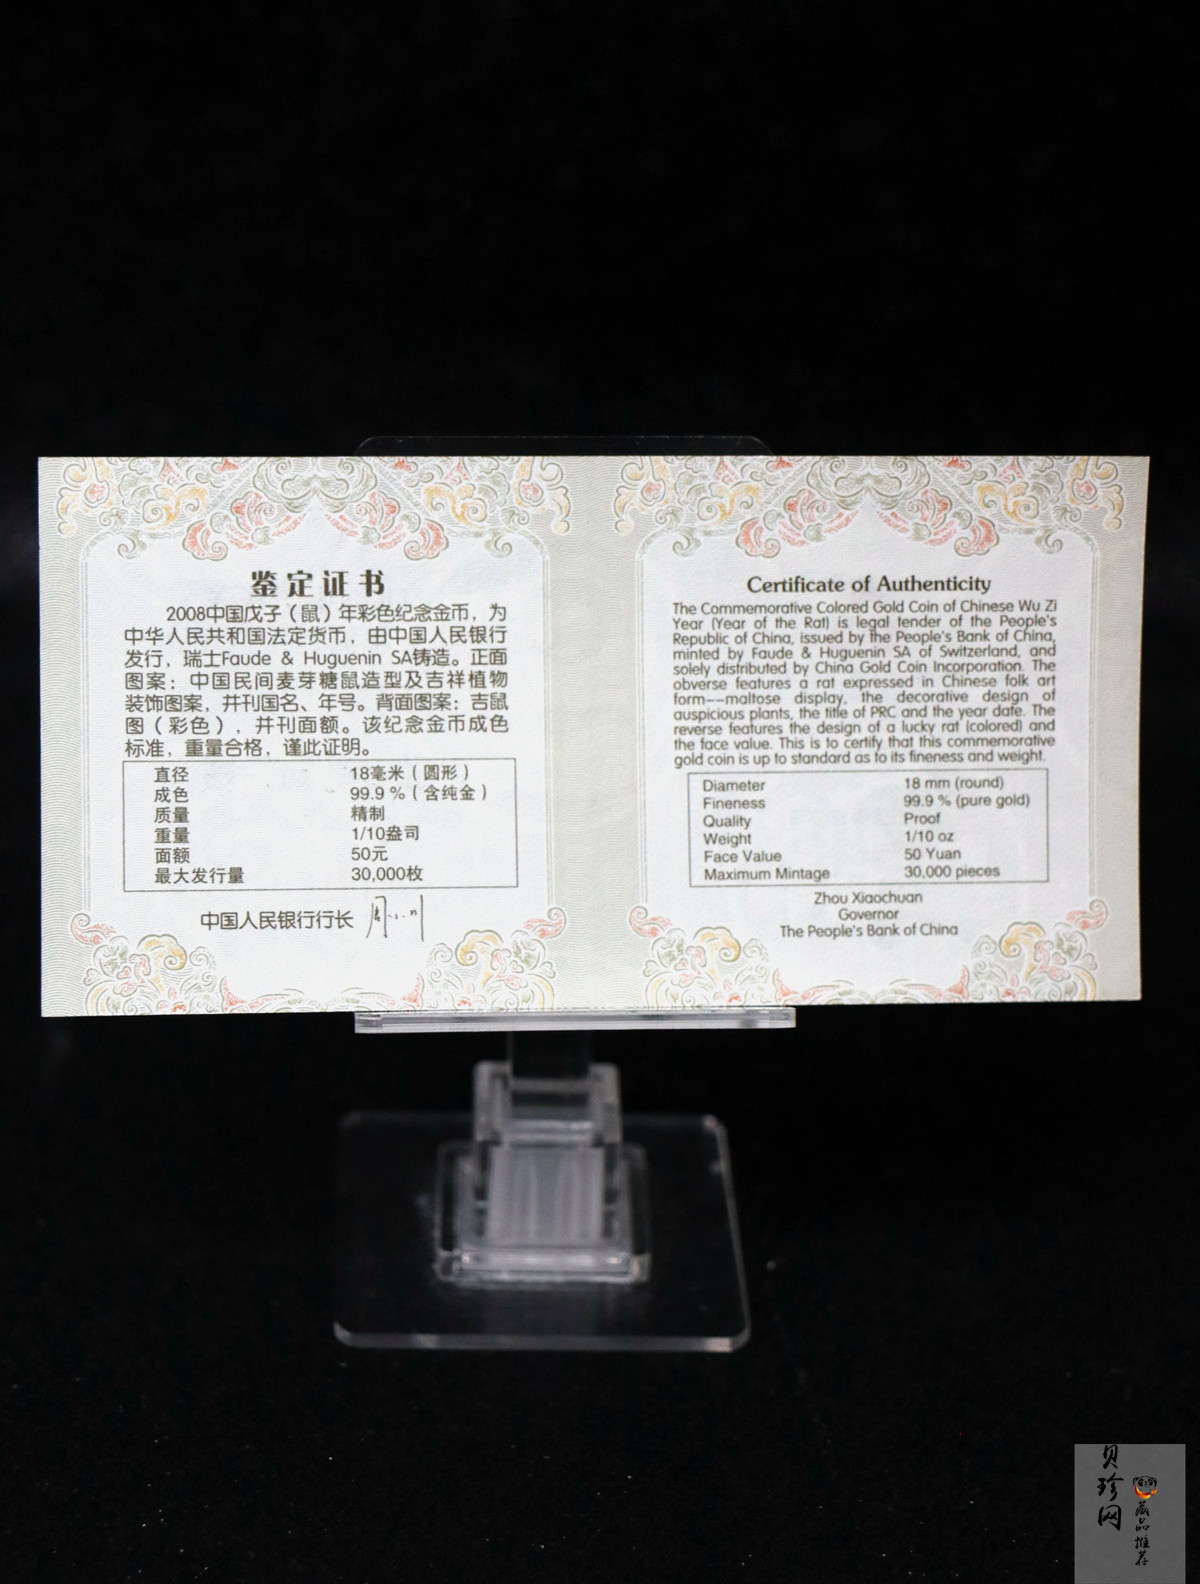 鉴定证书
2008中国戊子（鼠）年彩色纪念金币，为
中华人民共和国法定货币，由中国人民银行
发行，瑞士Faude & Huguenin SA铸造。正面
图案：中国民间麦芽糖鼠造型及吉祥植物
装饰图案，并刊国名、年号。背面图案：吉鼠
图（彩色），并刊面额。该纪念金币成色
标准，重量合格，谨此证明。
直径 18毫米（圆形）
成色 99.9％（含纯金）
质量 精制
重量 1/10盎司
面额 50元
最大发行量 30,000枚
中国人民银行行长
Certificate of Authenticity
The Commemorative Colored Gold Coin of Chinese Wu Zi
Year (Year of the Rat) is legal tender of the People's
Republic of China, issued by the People's Bank of China,
minted by Faude & Huguenin SA of Switzerland, and
solely distributed by China Gold Coin Incorporation. The
obverse features a rat expressed in Chinese folk art
form--maltose display, the decorative design of
auspicious plants, the title of PRC and the year date. The
reverse features the design of a lucky rat (colored) and
the face value. This is to certify that this commemorative
gold coin is up to standard as to its fineness and weight.
Diameter 18 mm (round)
Fineness 99.9 % (pure gold)
Quality Proof
Weight 1/10 oz
Face Value 50 Yuan
Maximum Mintage 30,000 pieces
Zhou Xiaochuan
Governor
The People's Bank of China
贝珍网
藏品推荐